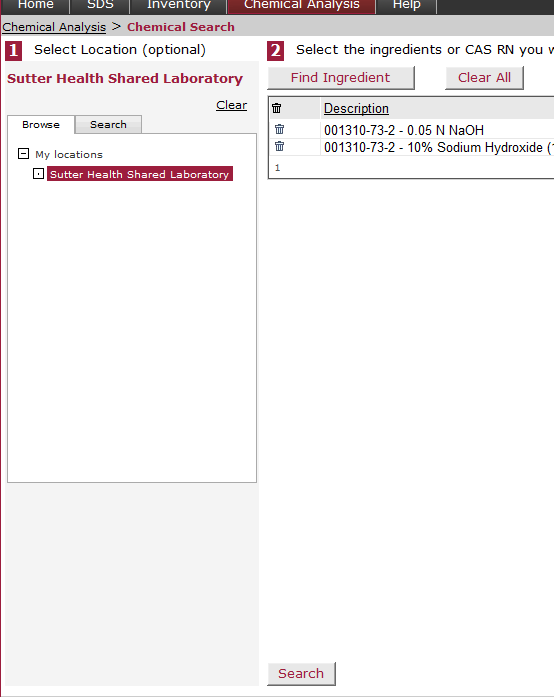 Home SDS Inventory Chemical Analysis Help
Chemical Analysis > Chemical Search
1 Select Location (optional)
Sutter Health Shared Laboratory
Clear
Browse Search
My locations
Sutter Health Shared Laboratory
2 Select the ingredients or CAS RN you
Find Ingredient Clear All
Description
001310-73-2 - 0.05 N NaOH
001310-73-2 - 10% Sodium Hydroxide (
1
Search